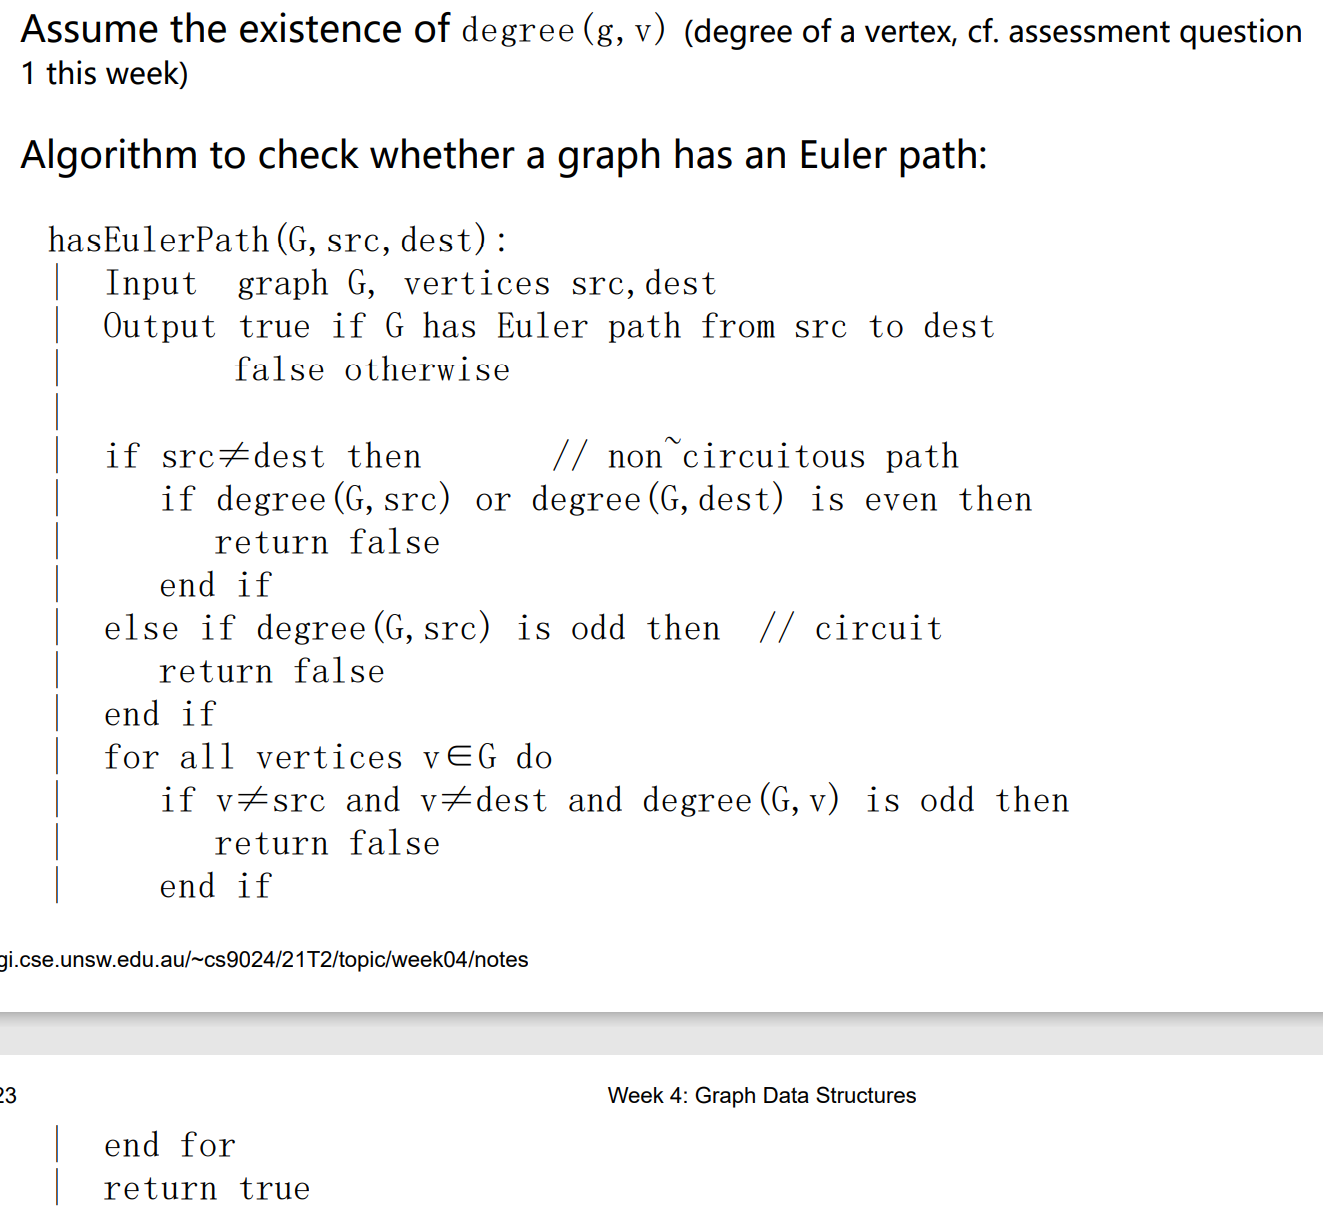 Assume the existence of degree(g,v) (degree of a vertex, cf. assessment question
1 this week)
Algorithm to check whether a graph has an Euler path:
hasEulerPath(G,src,dest):
| Input graph G, vertices src,dest
| Output true if G has Euler path from src to dest
| false otherwise
|
| if src≠dest then // non~circuitous path
| if degree(G,src) or degree(G,dest) is even then
| return false
| end if
| else if degree(G,src) is odd then // circuit
| return false
| end if
| for all vertices v∈G do
| if v≠src and v≠dest and degree(G,v) is odd then
| return false
| end if
gi.cse.unsw.edu.au/~cs9024/21T2/topic/week04/notes
23 Week 4: Graph Data Structures
| end for
| return true